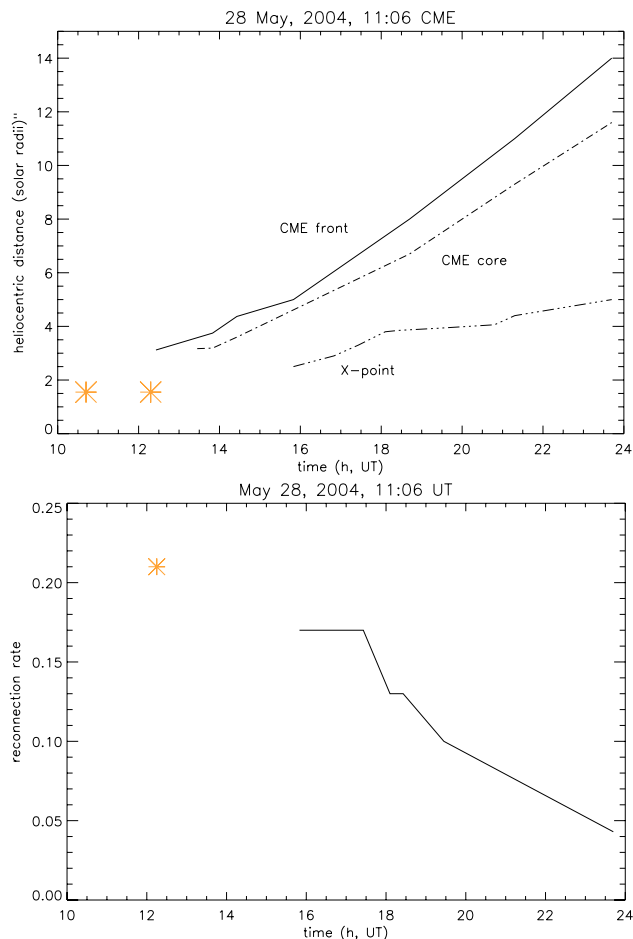 28 May, 2004, 11:06 CME
14
12
10
8
6
4
2
0
heliocentric distance (solar radii)"
CME front
CME core
X-point
10 12 14 16 18 20 22 24
time (h, UT)
May 28, 2004, 11:06 UT
0.25
0.20
0.15
0.10
0.05
0.00
reconnection rate
10 12 14 16 18 20 22 24
time (h, UT)